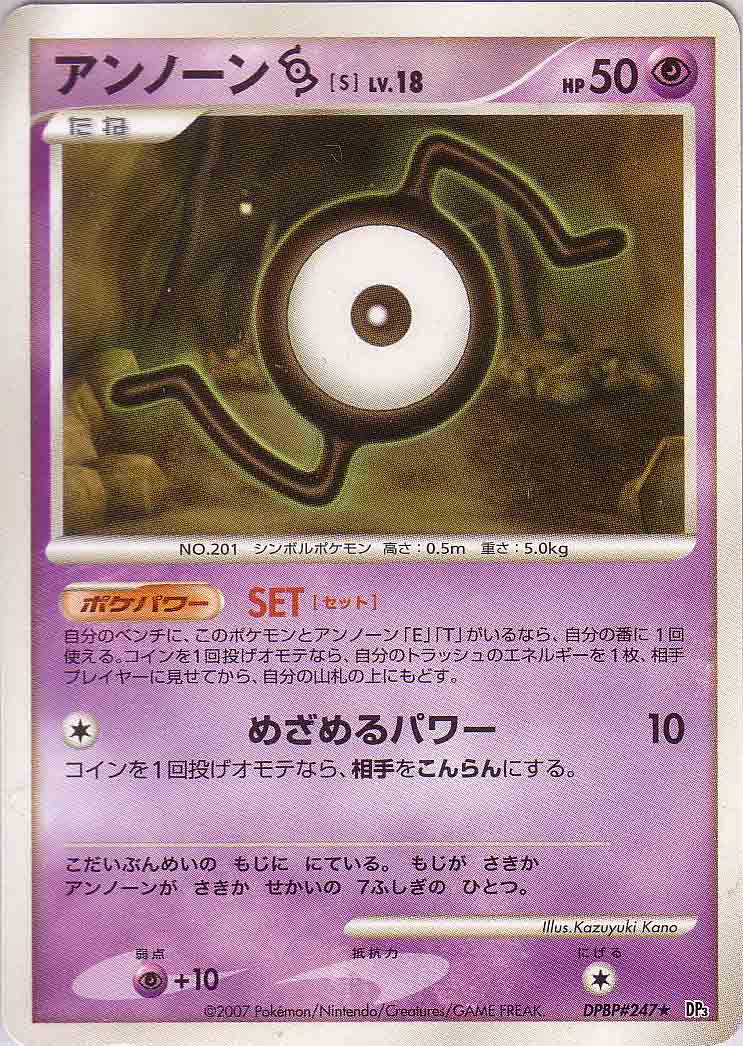 アンノーン [S] LV.18 HP 50
たね
NO.201 シンボルポケモン 高さ:0.5m 重さ:5.0kg
ポケパワー SET [セット]
自分のベンチに、このポケモンとアンノーン「E」「T」がいるなら、自分の番に1回
使える。コインを1回投げオモテなら、自分のトラッシュのエネルギーを1枚、相手
プレイヤーに見せてから、自分の山札の上にもどす。
めざめるパワー 10
コインを1回投げオモテなら、相手をこんらんにする。
こだいぶんめいの もじに にている。 もじが さきか
アンノーンが さきか せかいの 7ふしぎの ひとつ。
Illus.Kazuyuki Kano
弱点 抵抗力 にげる
+10
©2007 Pokémon/Nintendo/Creatures/GAME FREAK. DPBP#247★ DP3